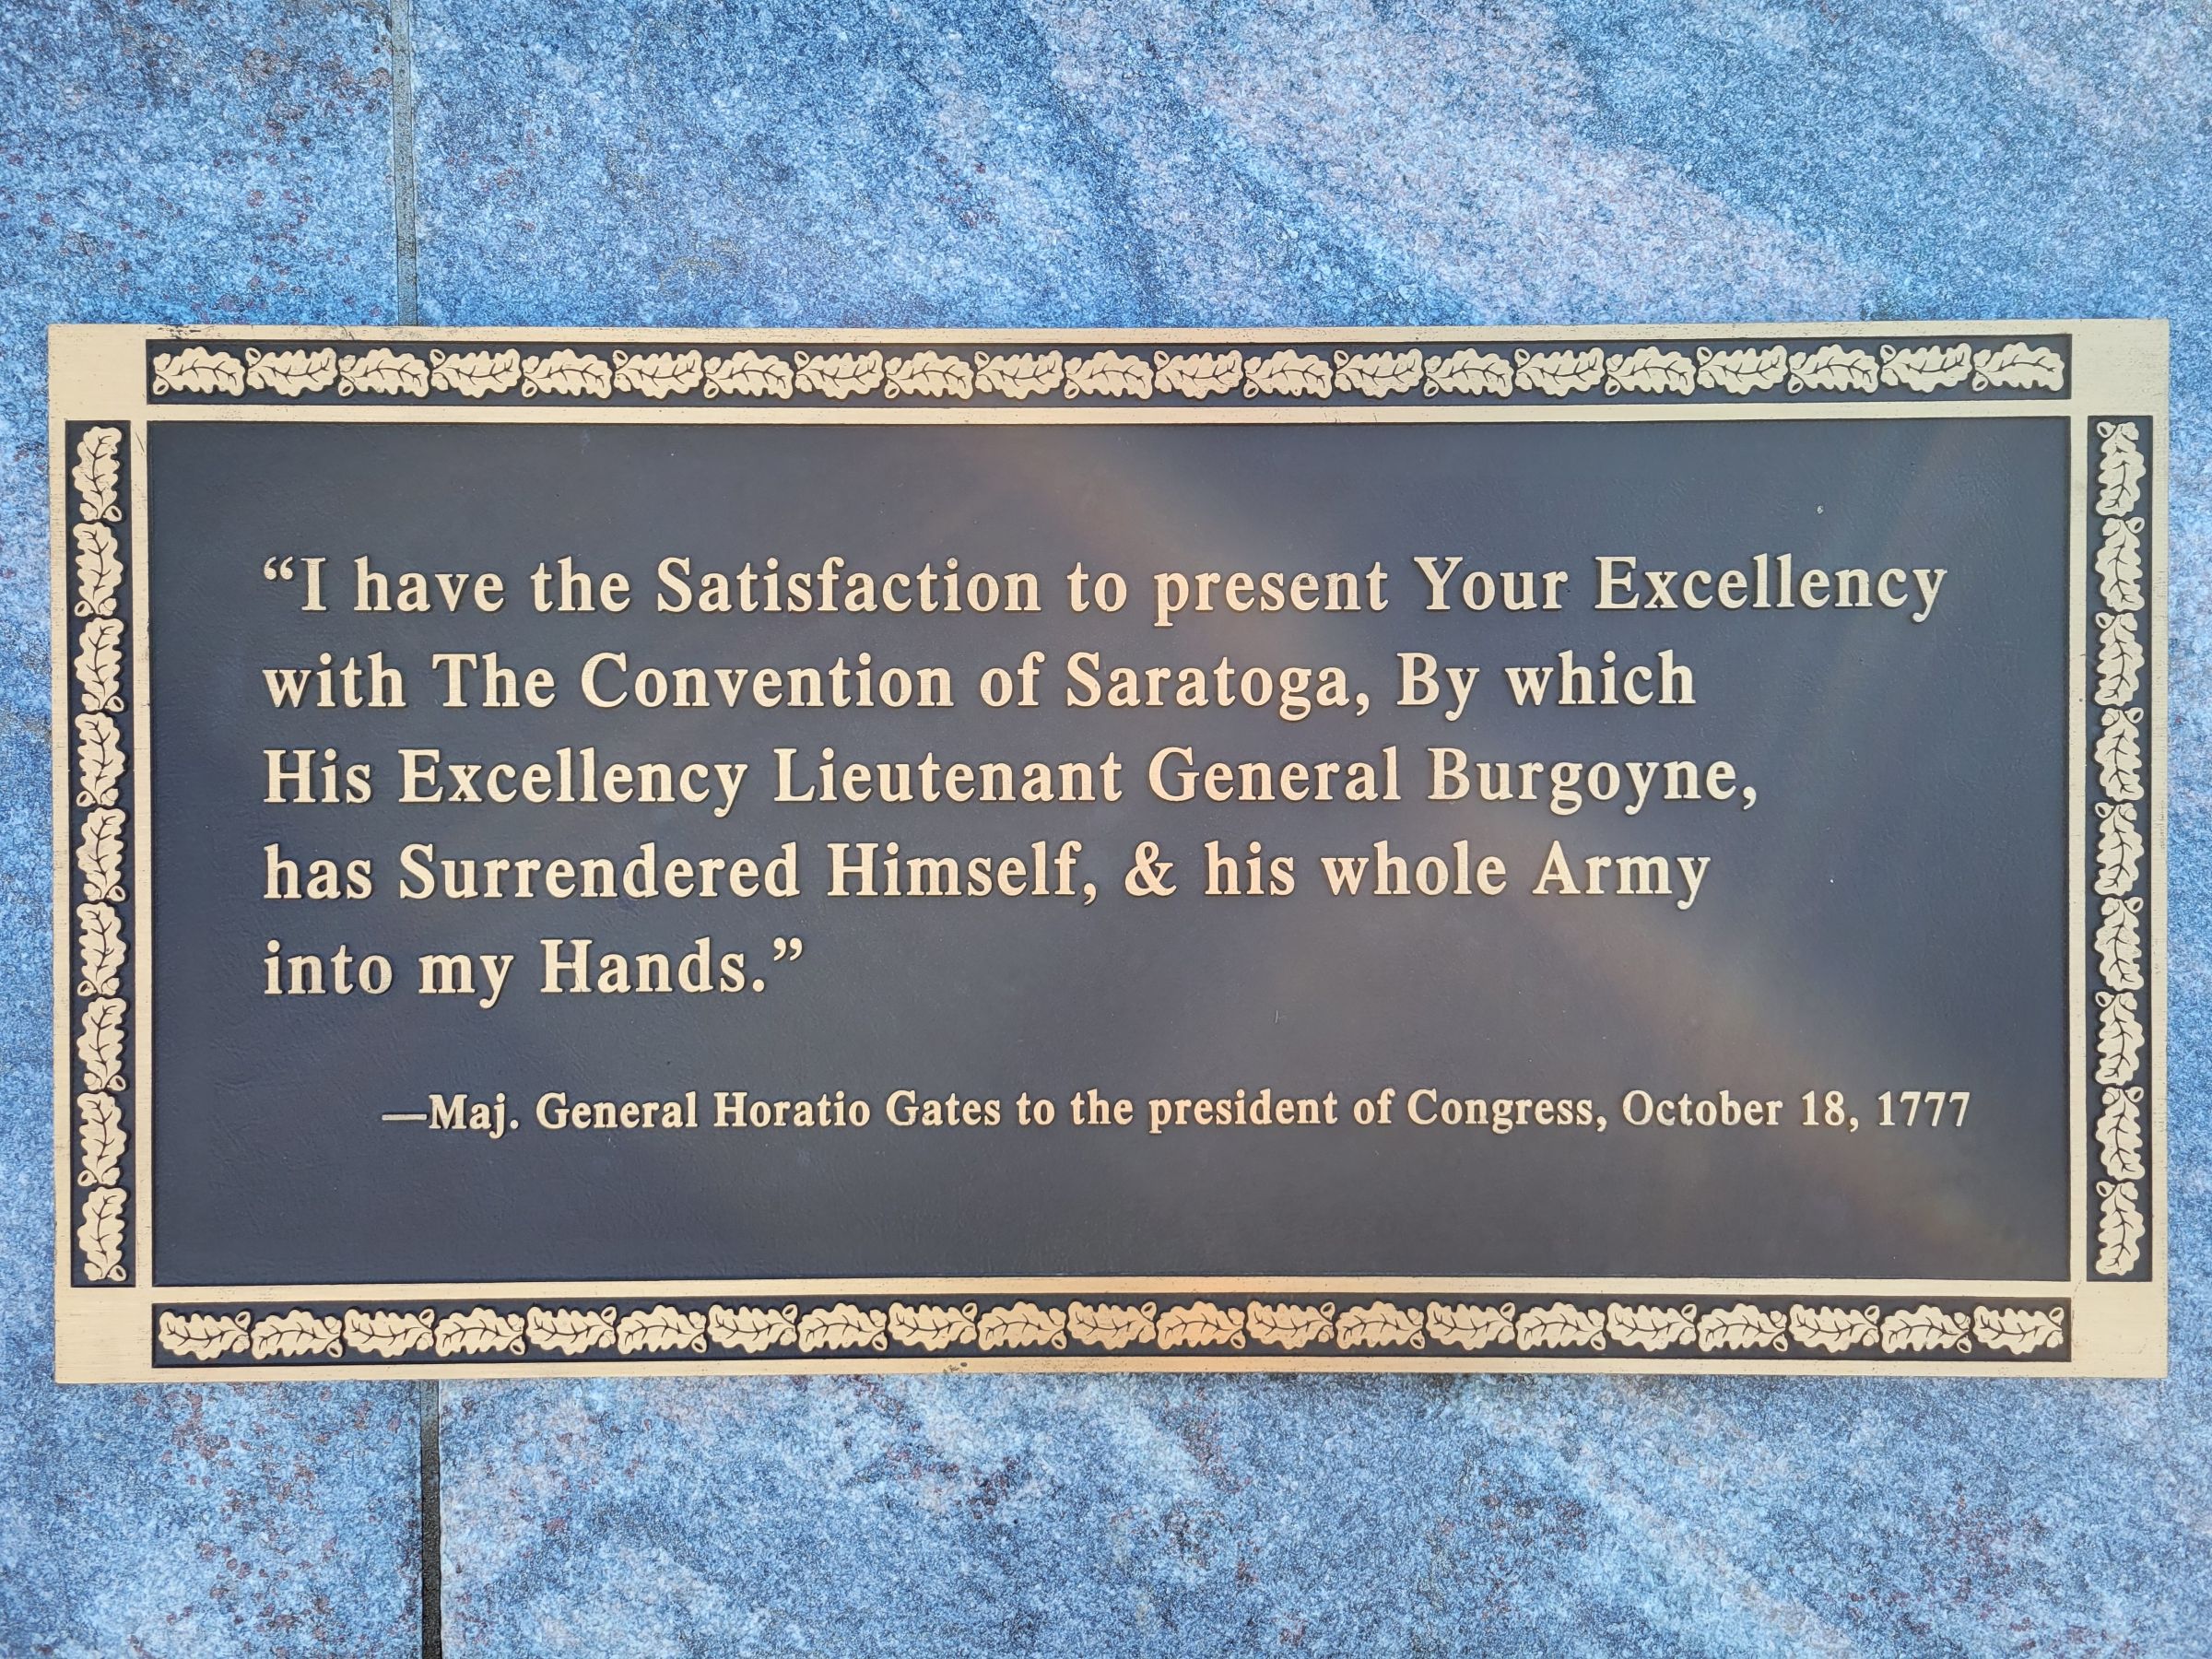 “I have the Satisfaction to present Your Excellency
with The Convention of Saratoga, By which
His Excellency Lieutenant General Burgoyne,
has Surrendered Himself, & his whole Army
into my Hands.”
—Maj. General Horatio Gates to the president of Congress, October 18, 1777